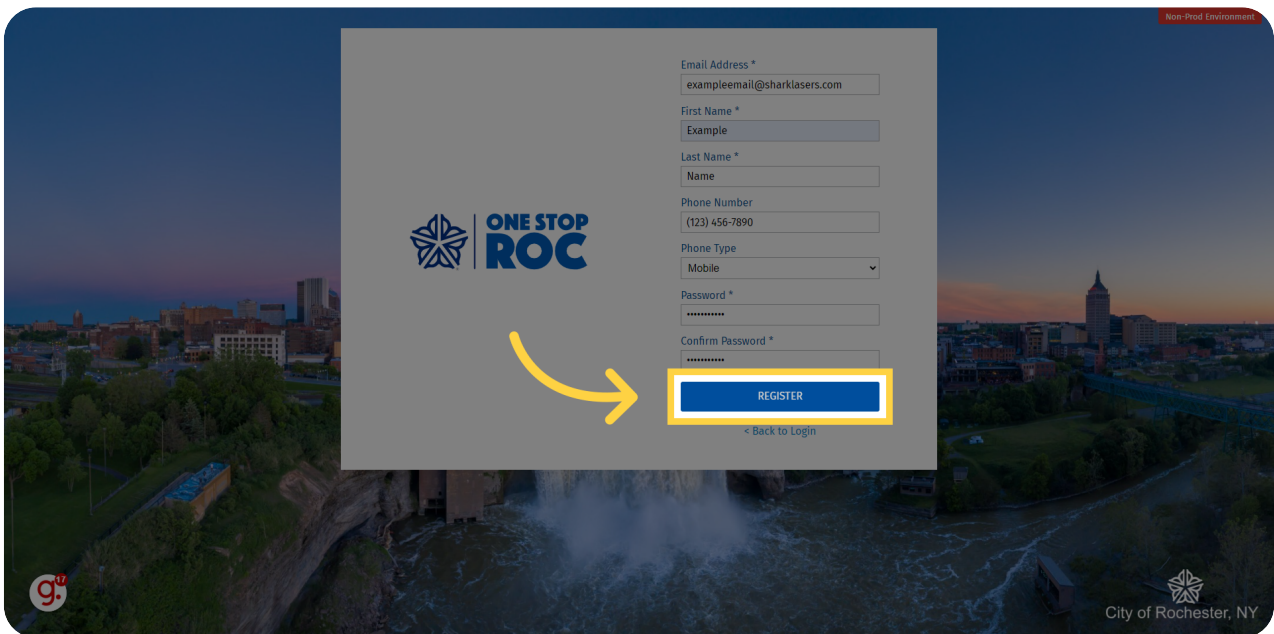 Non-Prod Environment
Email Address *
exampleemail@sharklasers.com
First Name *
Example
Last Name *
Name
Phone Number
(123) 456-7890
Phone Type
Mobile
Password *
•••••••••••
Confirm Password *
•••••••••••
REGISTER
< Back to Login
ONE STOP
ROC
g.
17
City of Rochester, NY